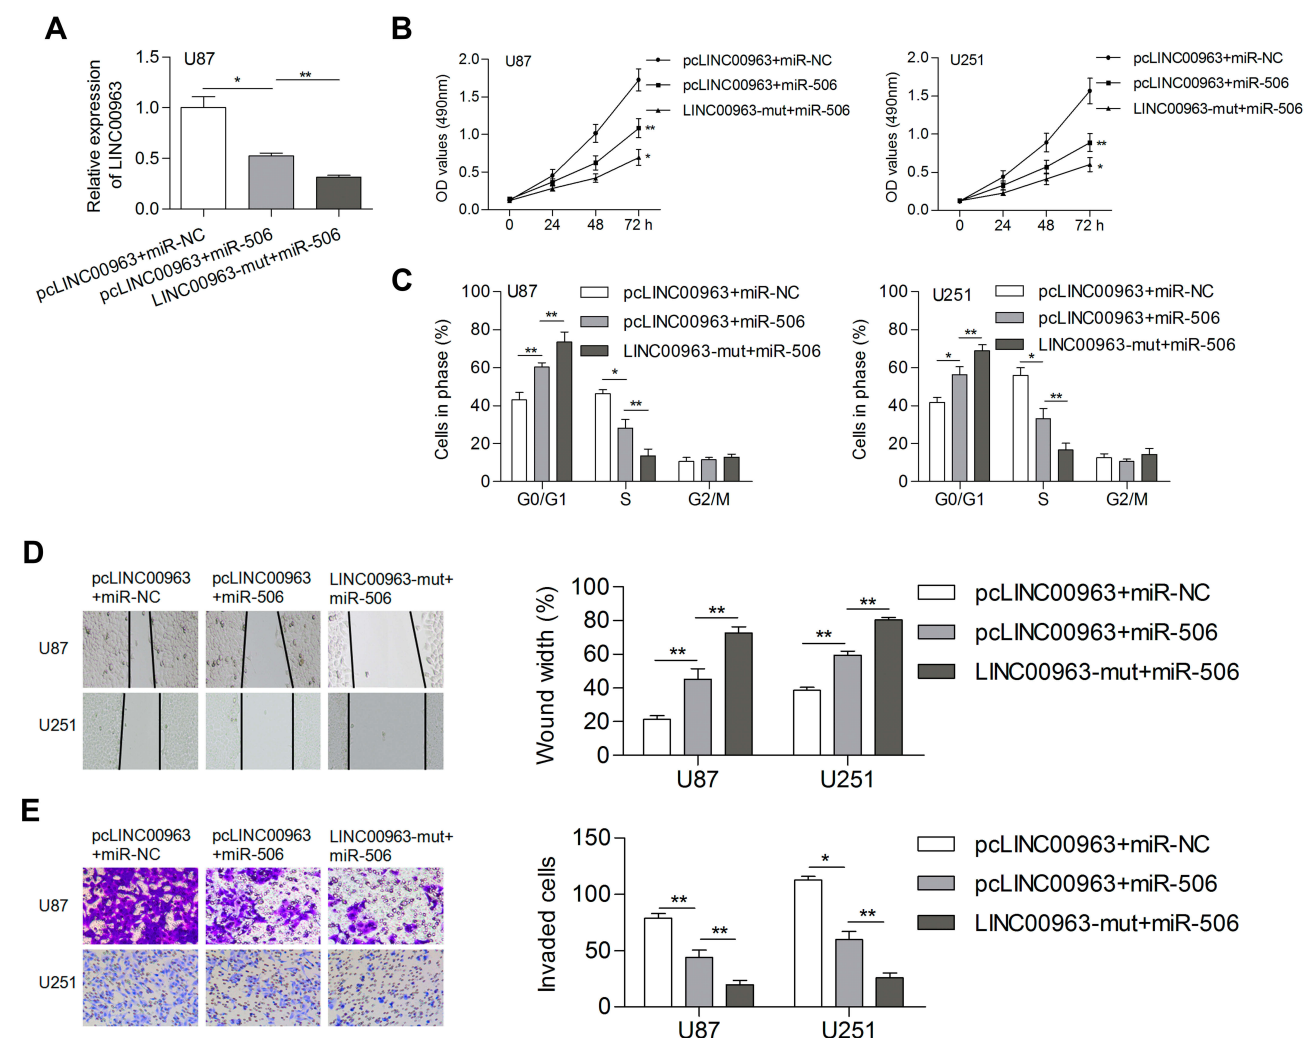 A
U87
Relative expression
of LINC00963
1.5
1.0
0.5
0.0
*
**
pcLINC00963+miR-NC
pcLINC00963+miR-506
LINC00963-mut+miR-506
B
U87
OD values (490nm)
2.0
1.5
1.0
0.5
0.0
0 24 48 72 h
**
*
pcLINC00963+miR-NC
pcLINC00963+miR-506
LINC00963-mut+miR-506
U251
OD values (490nm)
2.0
1.5
1.0
0.5
0.0
0 24 48 72 h
**
*
pcLINC00963+miR-NC
pcLINC00963+miR-506
LINC00963-mut+miR-506
C
U87
Cells in phase (%)
100
80
60
40
20
0
** **
* **
G0/G1 S G2/M
pcLINC00963+miR-NC
pcLINC00963+miR-506
LINC00963-mut+miR-506
U251
Cells in phase (%)
100
80
60
40
20
0
* **
* **
G0/G1 S G2/M
pcLINC00963+miR-NC
pcLINC00963+miR-506
LINC00963-mut+miR-506
D
pcLINC00963
+miR-NC
pcLINC00963
+miR-506
LINC00963-mut+
miR-506
U87
U251
Wound width (%)
100
80
60
40
20
0
** **
** **
U87 U251
pcLINC00963+miR-NC
pcLINC00963+miR-506
LINC00963-mut+miR-506
E
pcLINC00963
+miR-NC
pcLINC00963
+miR-506
LINC00963-mut+
miR-506
U87
U251
Invaded cells
150
100
50
0
** **
* **
U87 U251
pcLINC00963+miR-NC
pcLINC00963+miR-506
LINC00963-mut+miR-506